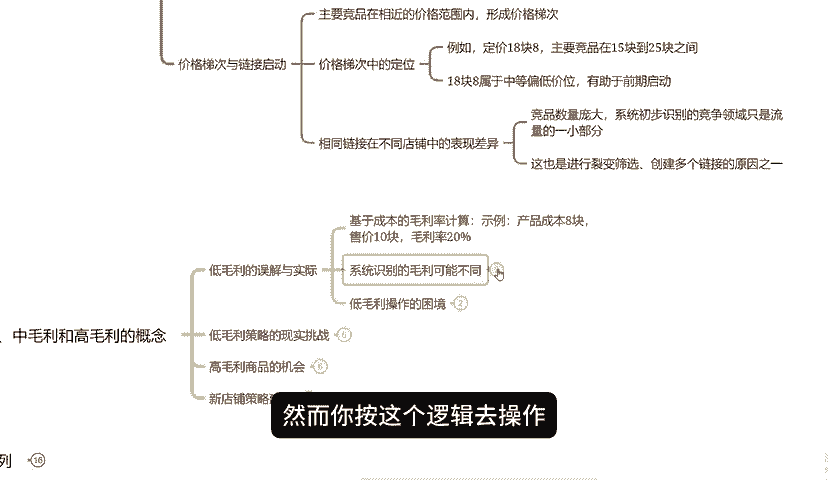 主要竞品在相近的价格范围内，形成价格梯次
价格梯次与链接启动
价格梯次中的定位
例如，定价18块8，主要竞品在15块到25块之间
18块8属于中等偏低价位，有助于前期启动
相同链接在不同店铺中的表现差异
竞品数量庞大，系统初步识别的竞争领域只是流
量的一小部分
这也是进行裂变筛选、创建多个链接的原因之一
、中毛利和高毛利的概念
低毛利的误解与实际
基于成本的毛利率计算：示例：产品成本8块，
售价10块，毛利率20%
系统识别的毛利可能不同
低毛利操作的困境 2
低毛利策略的现实挑战 6
高毛利商品的机会 6
新店铺策略
然而你按这个逻辑去操作
列 16